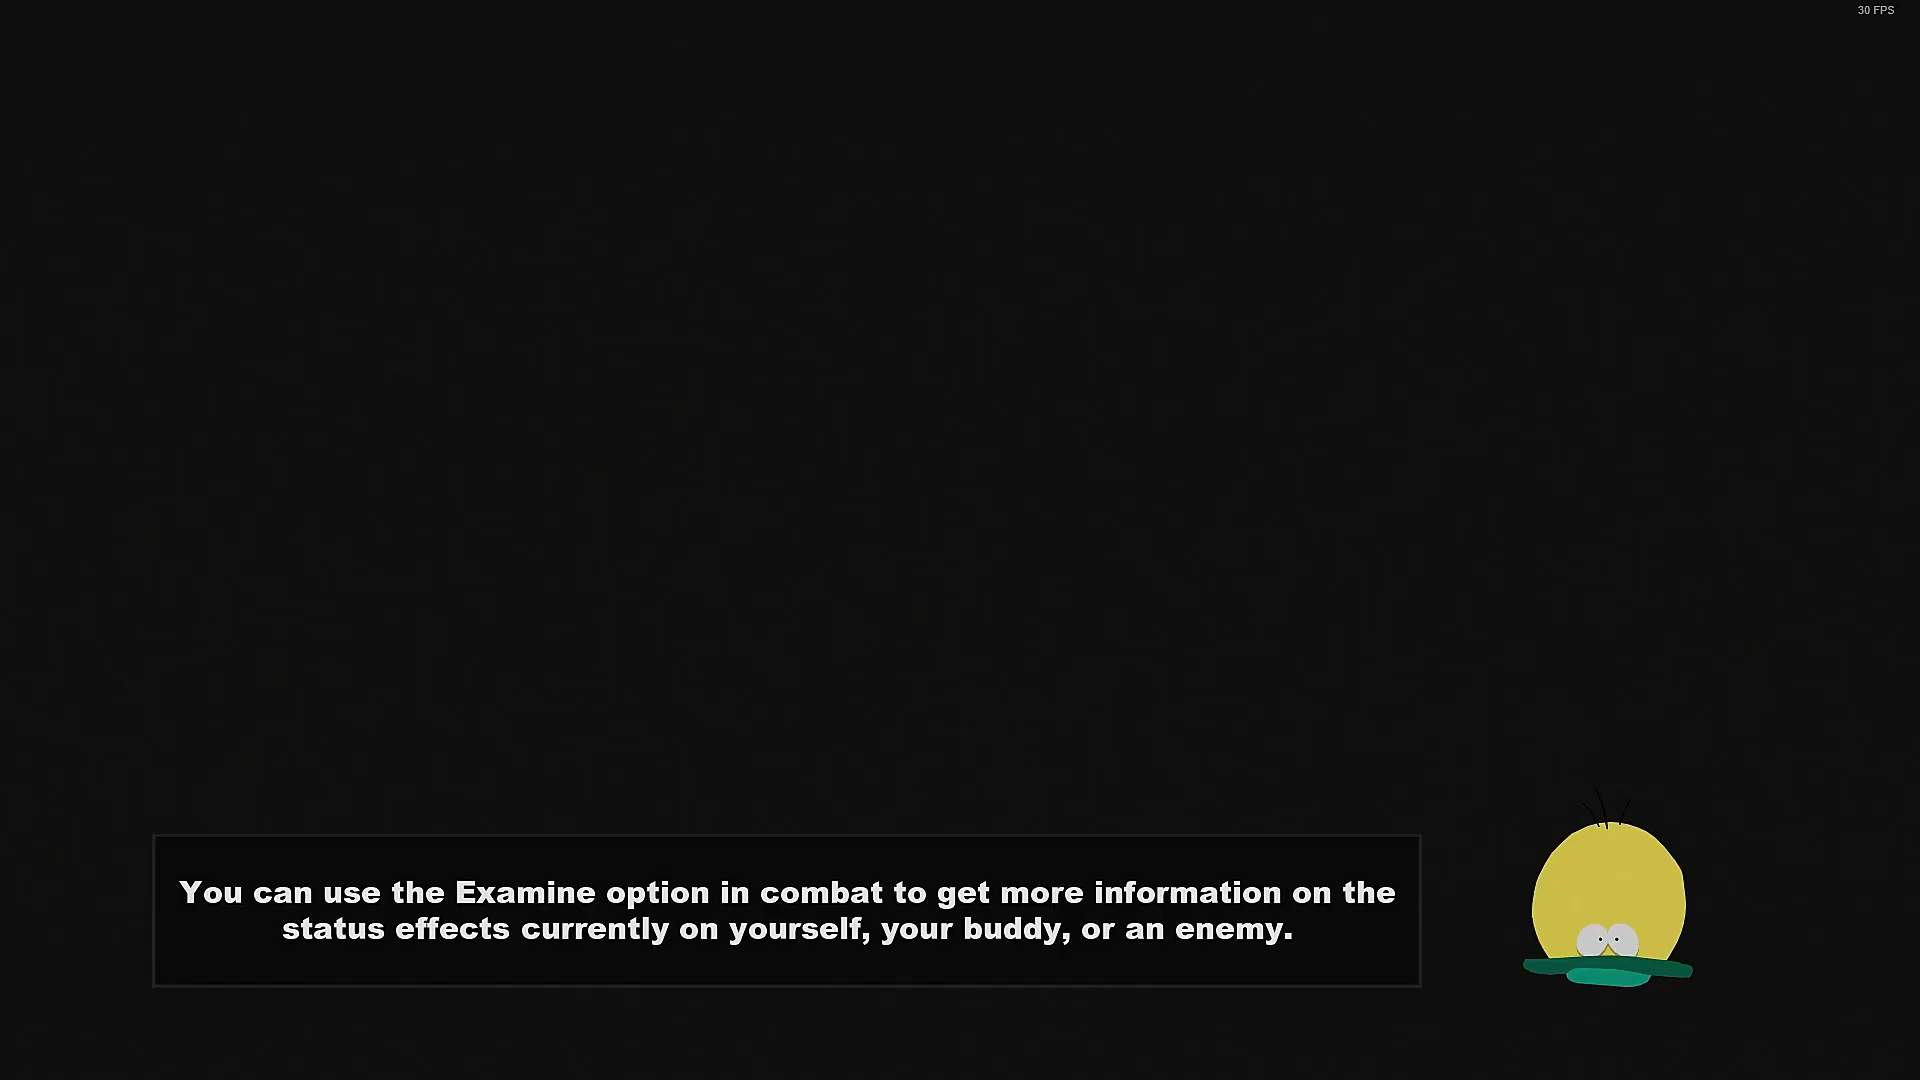 30 FPS
You can use the Examine option in combat to get more information on the
status effects currently on yourself, your buddy, or an enemy.